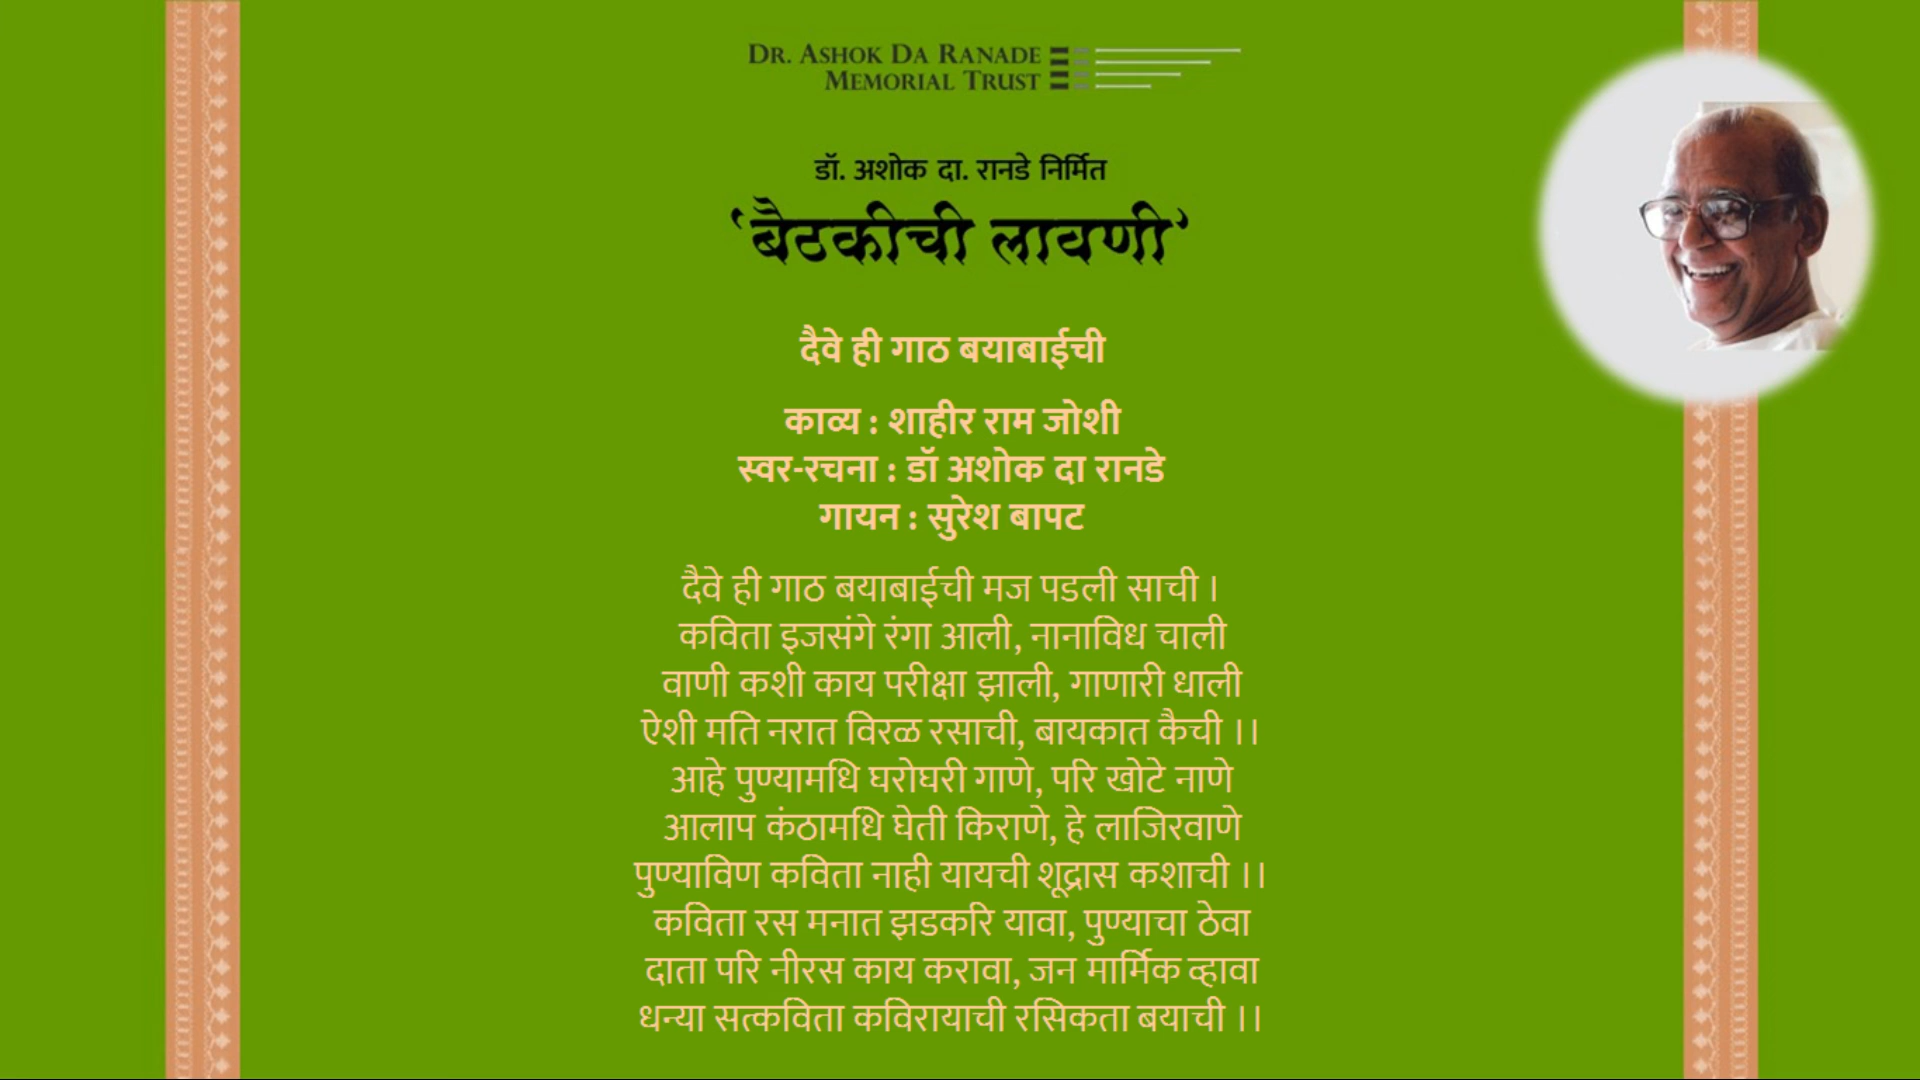 DR. ASHOK DA RANADE
MEMORIAL TRUST
डॉ. अशोक दा. रानडे निर्मित
‘बैठकीची लावणी’
दैवे ही गाठ बयाबाईची
काव्य : शाहीर राम जोशी
स्वर-रचना : डॉ अशोक दा रानडे
गायन : सुरेश बापट
दैवे ही गाठ बयाबाईची मज पडली साची ।
कविता इजसंगे रंगा आली, नानाविध चाली
वाणी कशी काय परीक्षा झाली, गाणारी धाली
ऐशी मति नरात विरळ रसाची, बायकात कैची ।।
आहे पुण्यामधि घरोघरी गाणे, परि खोटे नाणे
आलाप कंठामधि घेती किराणे, हे लाजिरवाणे
पुण्याविण कविता नाही यायची शूद्रास कशाची ।।
कविता रस मनात झडकरि यावा, पुण्याचा ठेवा
दाता परि नीरस काय करावा, जन मार्मिक व्हावा
धन्या सत्कविता कविरायाची रसिकता बयाची ।।